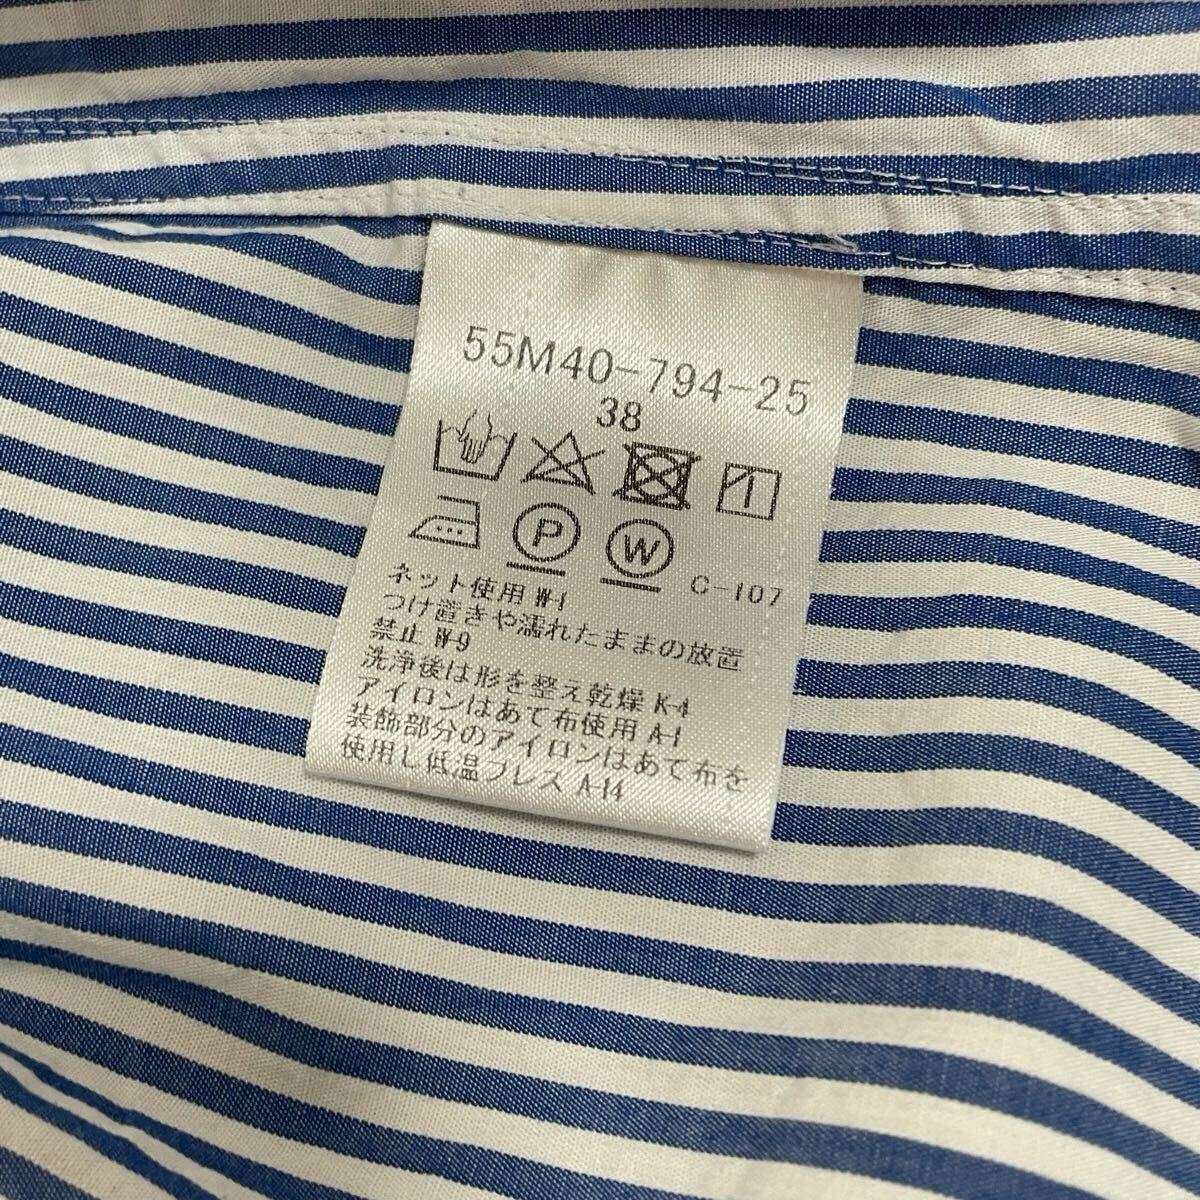 55M40-794-25
38
P W C-107
ネット使用 W-1
つけ置きや濡れたままの放置
禁止 W-9
洗浄後は形を整え乾燥 K-4
アイロンはあて布使用 A-1
装飾部分のアイロンはあて布を
使用し低温プレス A-14